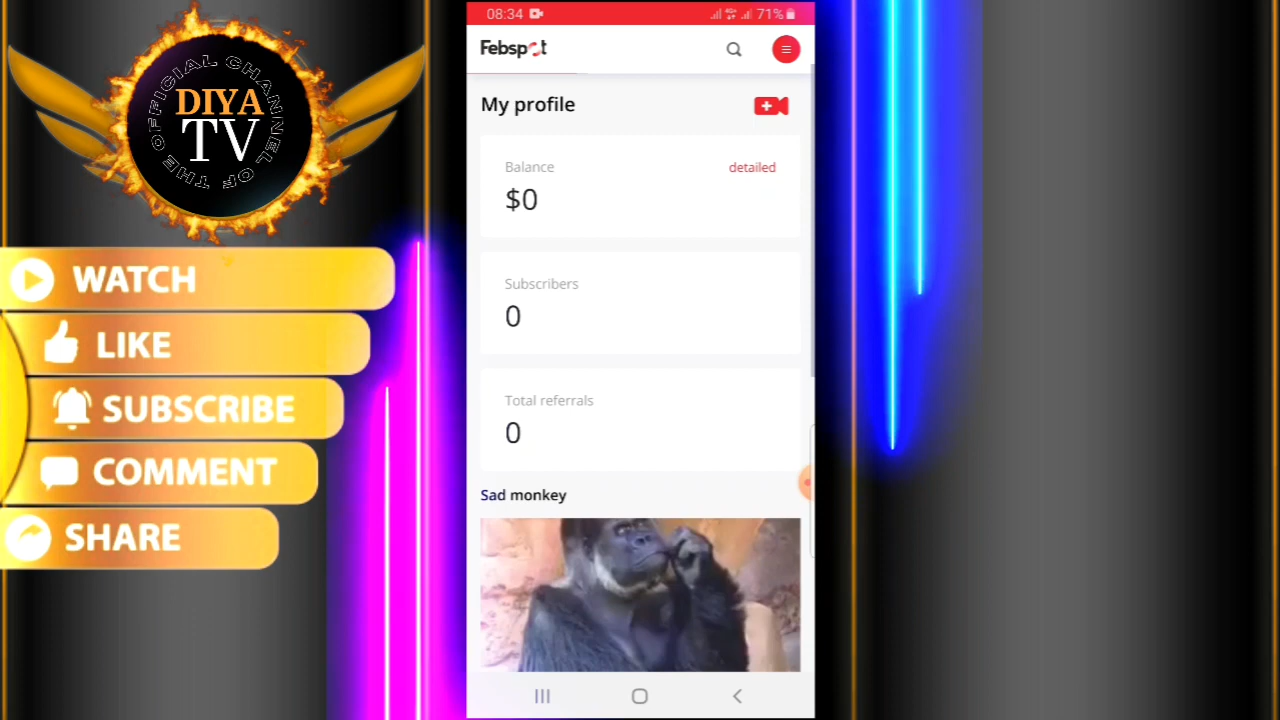 THE OFFICIAL CHANNEL OF
DIYA
TV
WATCH
LIKE
SUBSCRIBE
COMMENT
SHARE
08:34
71%
Febspot
My profile
Balance
detailed
$0
Subscribers
0
Total referrals
0
Sad monkey